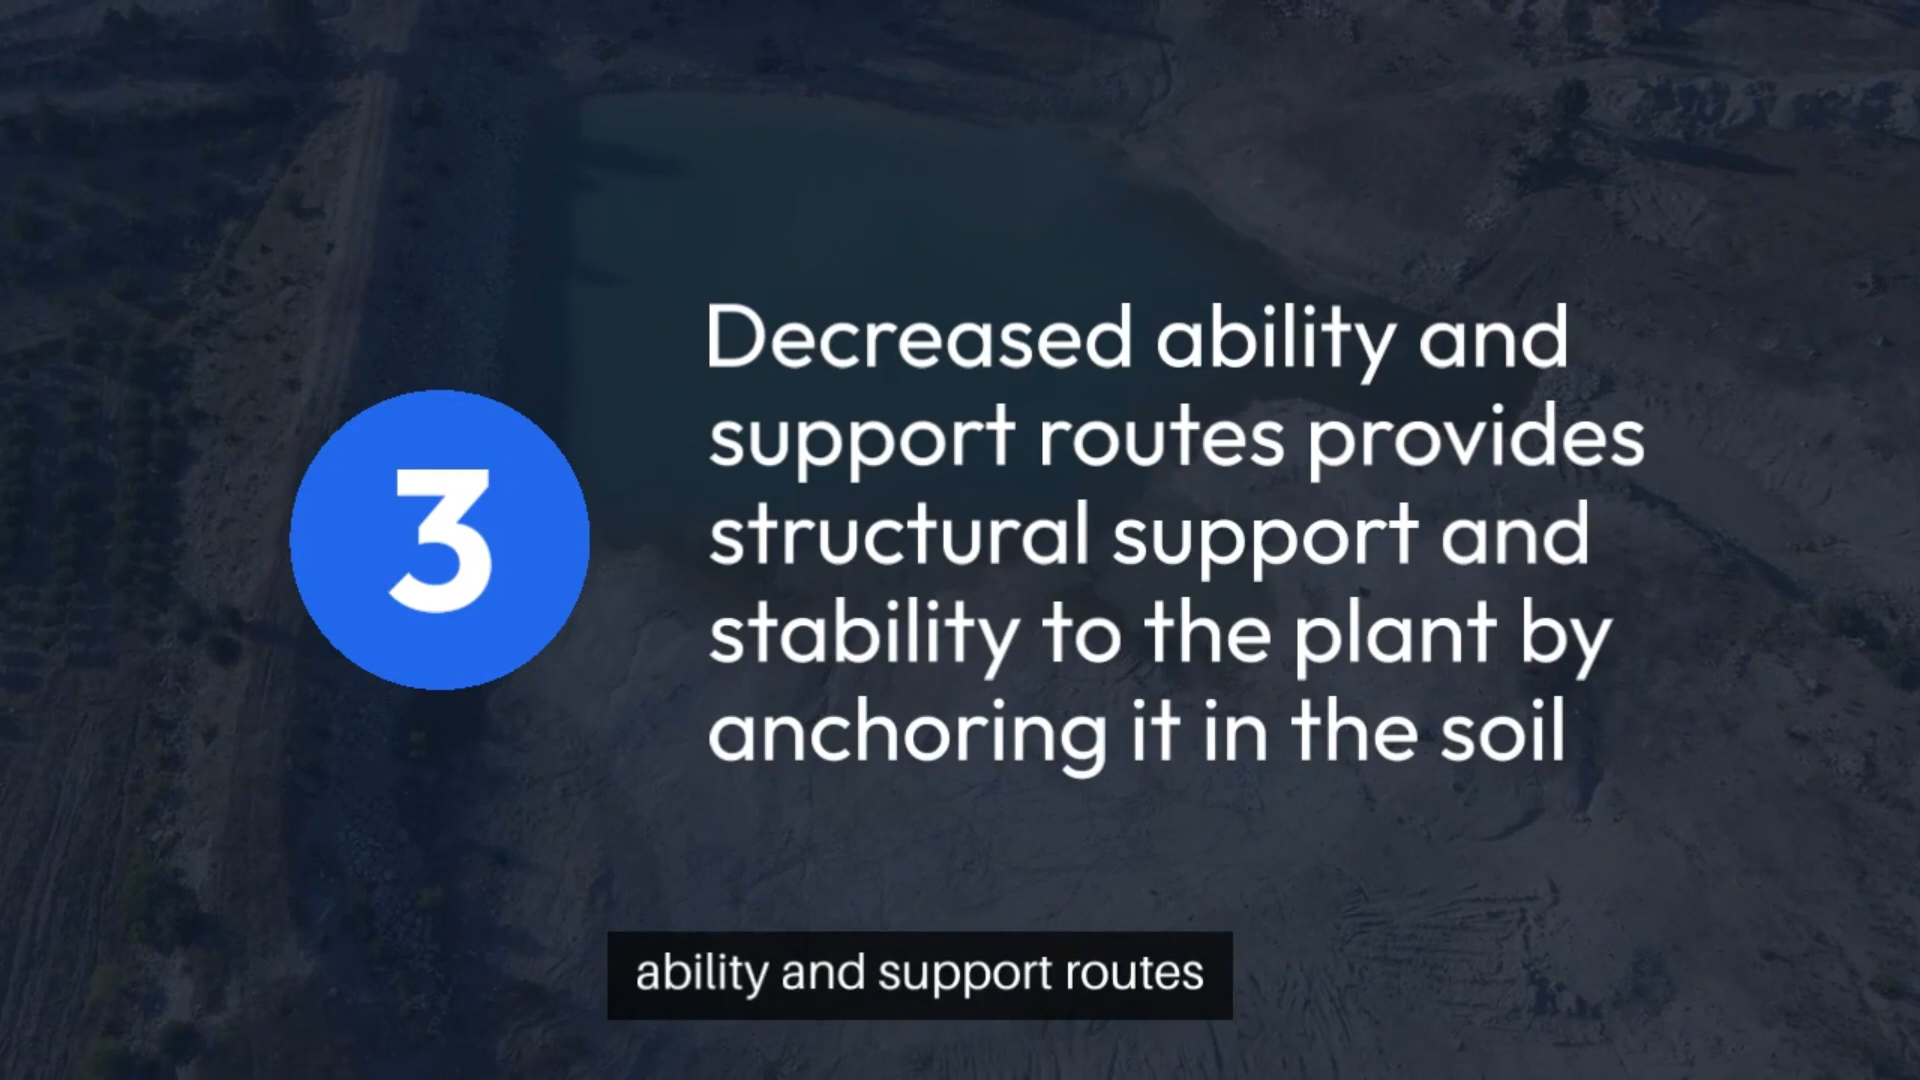 3
Decreased ability and
support routes provides
structural support and
stability to the plant by
anchoring it in the soil
ability and support routes